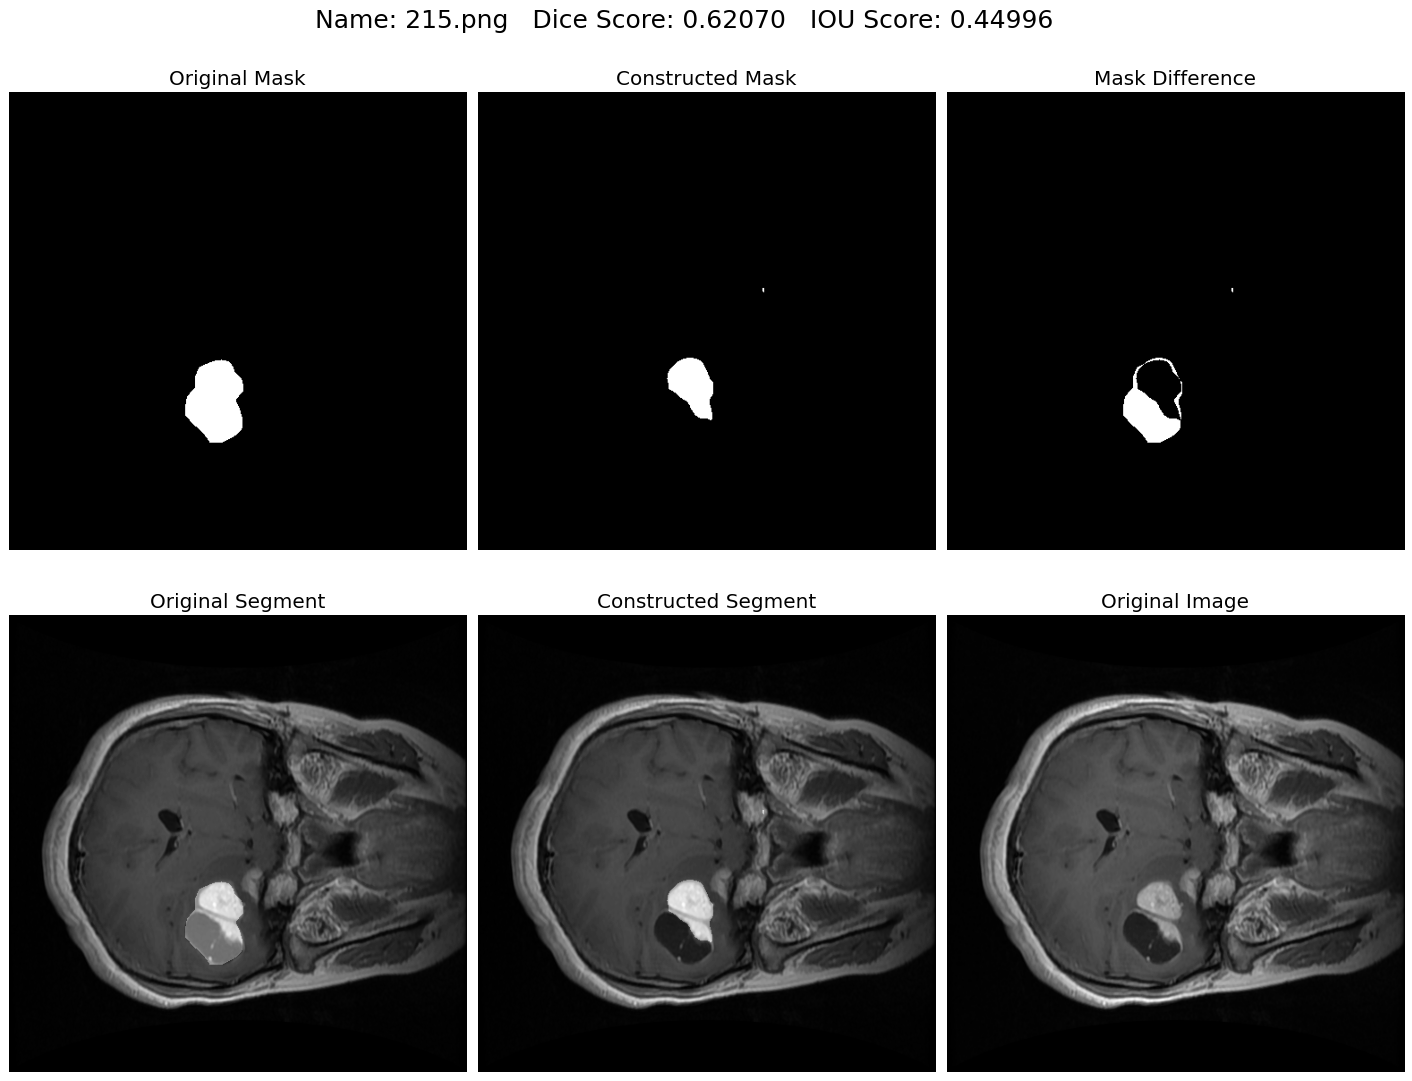 Name: 215.png   Dice Score: 0.62070   IOU Score: 0.44996
Original Mask
Constructed Mask
Mask Difference
Original Segment
Constructed Segment
Original Image